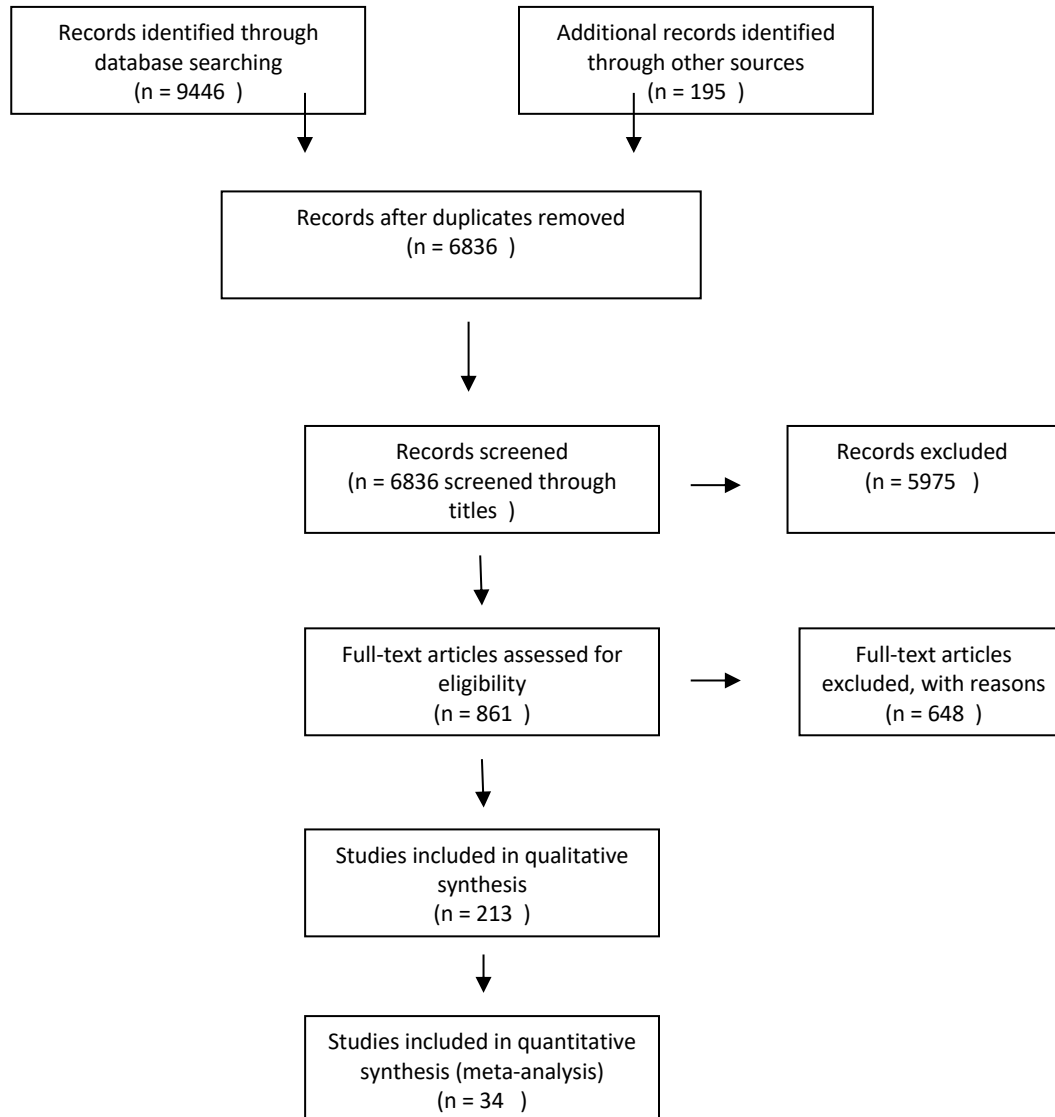 Records identified through
database searching
(n = 9446  )
Additional records identified
through other sources
(n = 195  )
Records after duplicates removed
(n = 6836  )
Records screened
(n = 6836 screened through
titles  )
Records excluded
(n = 5975  )
Full-text articles assessed for
eligibility
(n = 861  )
Full-text articles
excluded, with reasons
(n = 648  )
Studies included in qualitative
synthesis
(n = 213  )
Studies included in quantitative
synthesis (meta-analysis)
(n = 34  )